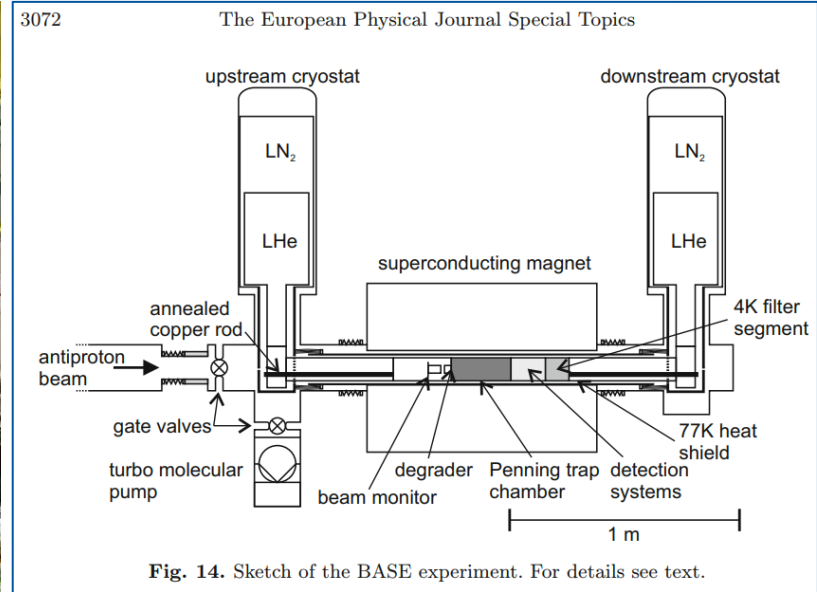 3072 The European Physical Journal Special Topics
upstream cryostat downstream cryostat
LN2 LN2
LHe LHe
superconducting magnet
annealed
copper rod
4K filter
segment
antiproton
beam
gate valves
77K heat
shield
turbo molecular
pump
degrader
beam monitor
Penning trap
chamber
detection
systems
1 m
Fig. 14. Sketch of the BASE experiment. For details see text.